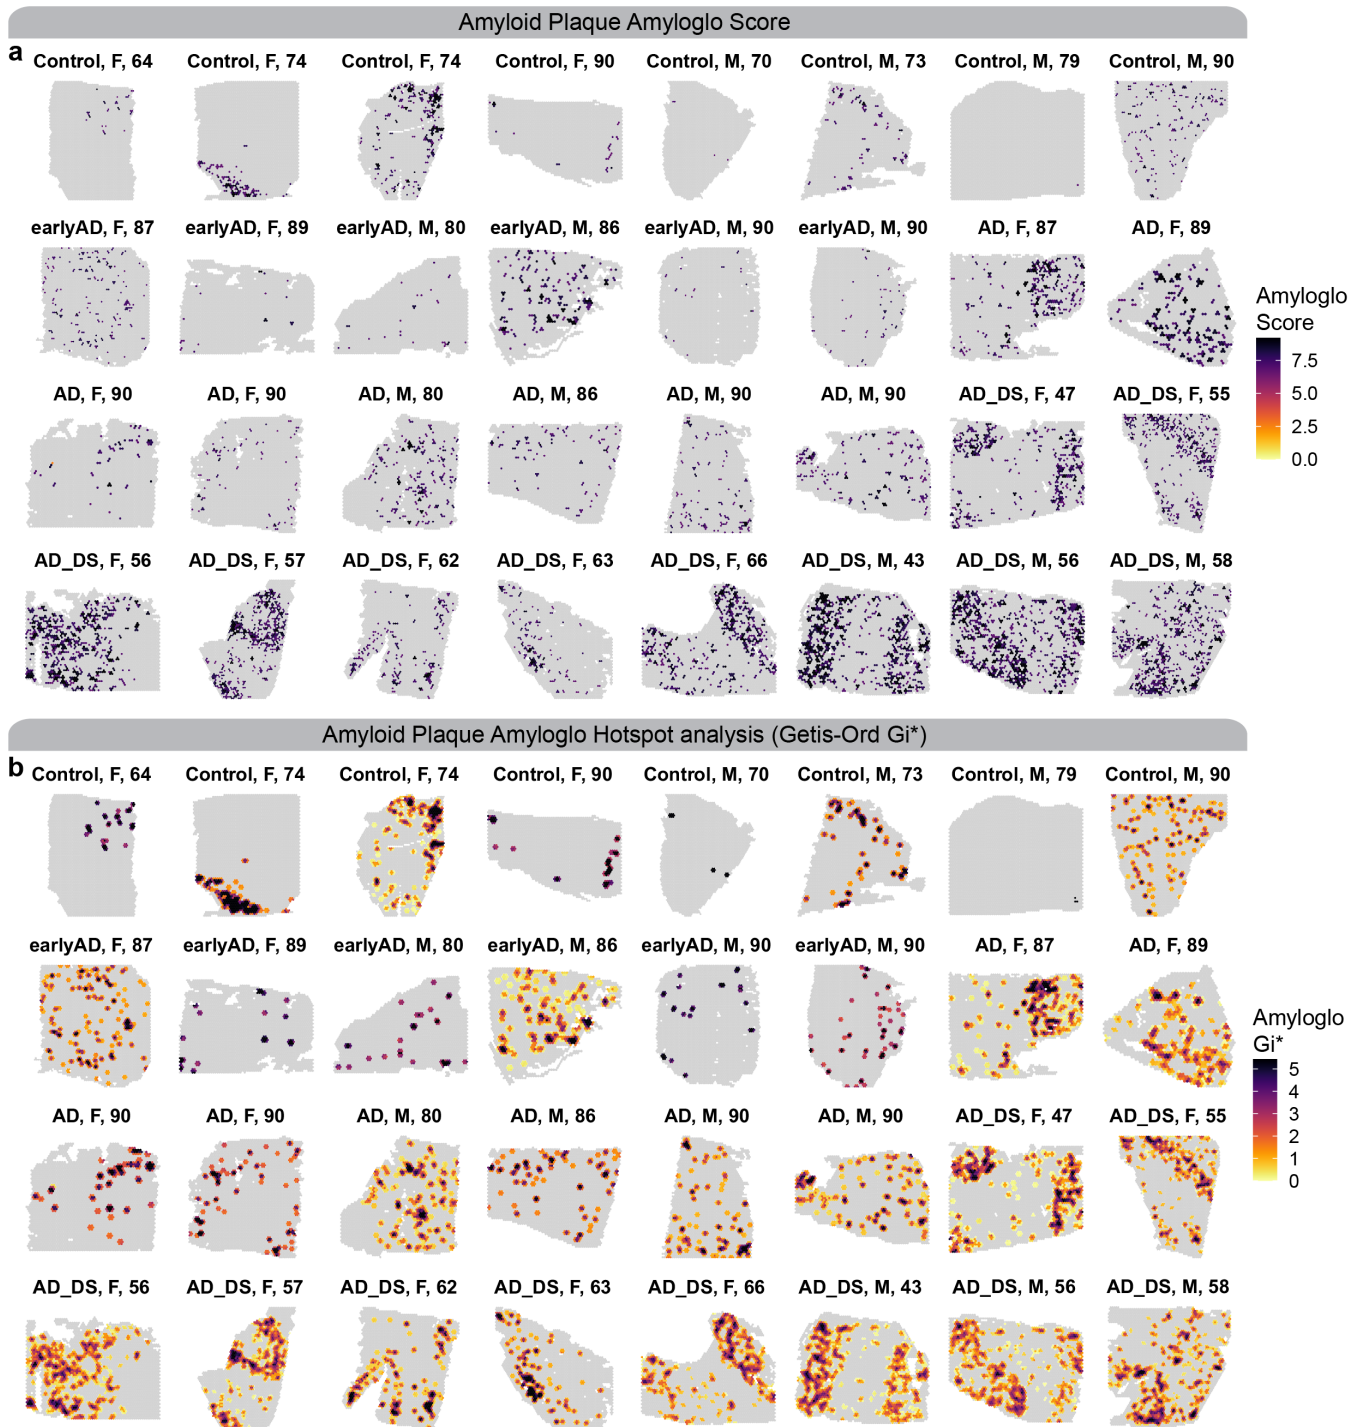 Amyloid Plaque Amyloglo Score
a
Control, F, 64 Control, F, 74 Control, F, 74 Control, F, 90 Control, M, 70 Control, M, 73 Control, M, 79 Control, M, 90
earlyAD, F, 87 earlyAD, F, 89 earlyAD, M, 80 earlyAD, M, 86 earlyAD, M, 90 earlyAD, M, 90 AD, F, 87 AD, F, 89
Amyloglo
Score
7.5
5.0
2.5
0.0
AD, F, 90 AD, F, 90 AD, M, 80 AD, M, 86 AD, M, 90 AD, M, 90 AD_DS, F, 47 AD_DS, F, 55
AD_DS, F, 56 AD_DS, F, 57 AD_DS, F, 62 AD_DS, F, 63 AD_DS, F, 66 AD_DS, M, 43 AD_DS, M, 56 AD_DS, M, 58
Amyloid Plaque Amyloglo Hotspot analysis (Getis-Ord Gi*)
b
Control, F, 64 Control, F, 74 Control, F, 74 Control, F, 90 Control, M, 70 Control, M, 73 Control, M, 79 Control, M, 90
earlyAD, F, 87 earlyAD, F, 89 earlyAD, M, 80 earlyAD, M, 86 earlyAD, M, 90 earlyAD, M, 90 AD, F, 87 AD, F, 89
Amyloglo
Gi*
5
4
3
2
1
0
AD, F, 90 AD, F, 90 AD, M, 80 AD, M, 86 AD, M, 90 AD, M, 90 AD_DS, F, 47 AD_DS, F, 55
AD_DS, F, 56 AD_DS, F, 57 AD_DS, F, 62 AD_DS, F, 63 AD_DS, F, 66 AD_DS, M, 43 AD_DS, M, 56 AD_DS, M, 58